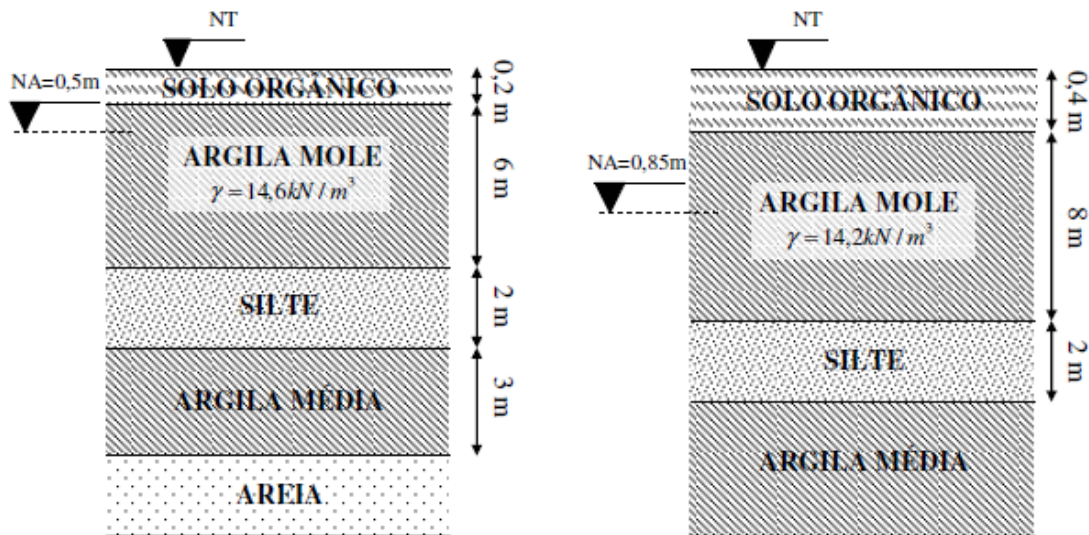 NT
NA=0,5m
SOLO ORGÂNICO
0,2 m
ARGILA MOLE
γ = 14,6kN / m³
6 m
SILTE
2 m
ARGILA MÉDIA
3 m
AREIA
NT
SOLO ORGÂNICO
0,4 m
NA=0,85m
ARGILA MOLE
γ = 14,2kN / m³
8 m
SILTE
2 m
ARGILA MÉDIA